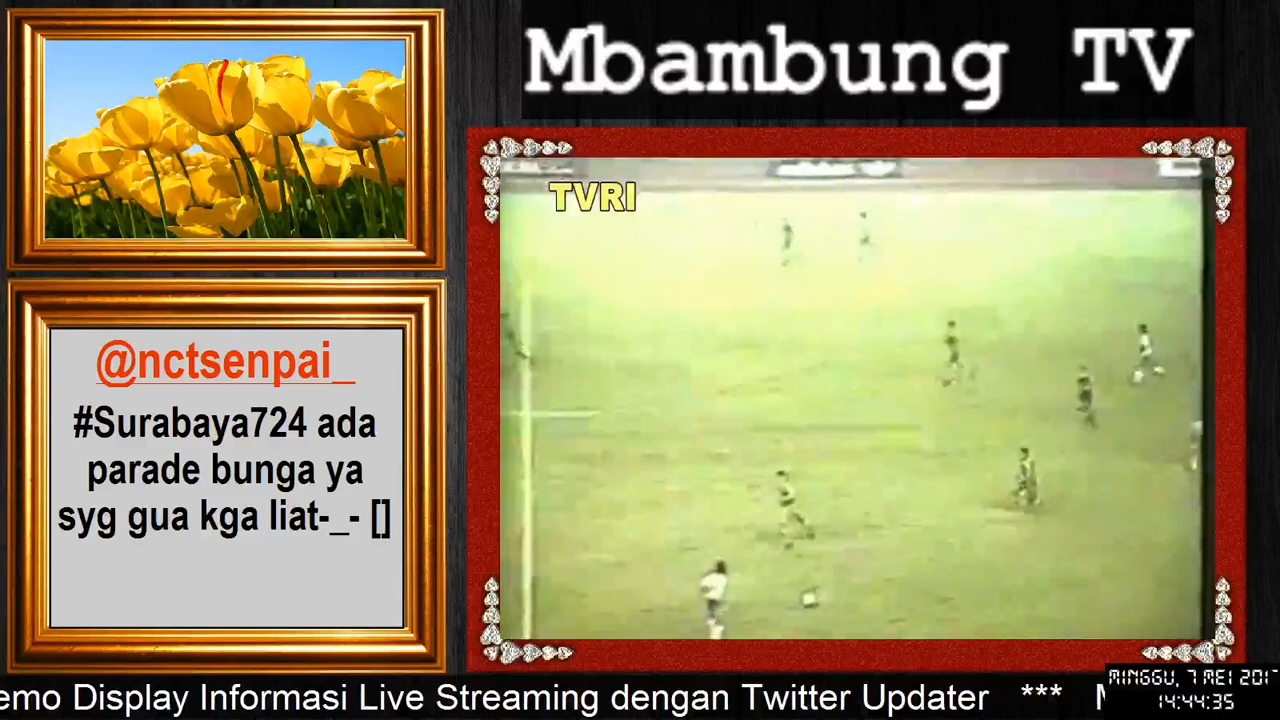 Mbambung TV
TVRI
@nctsenpai_
#Surabaya724 ada
parade bunga ya
syg gua kga liat-_- []
emo Display Informasi Live Streaming dengan Twitter Updater *** 
MINGGU, 7 MEI 2017
14:44:35